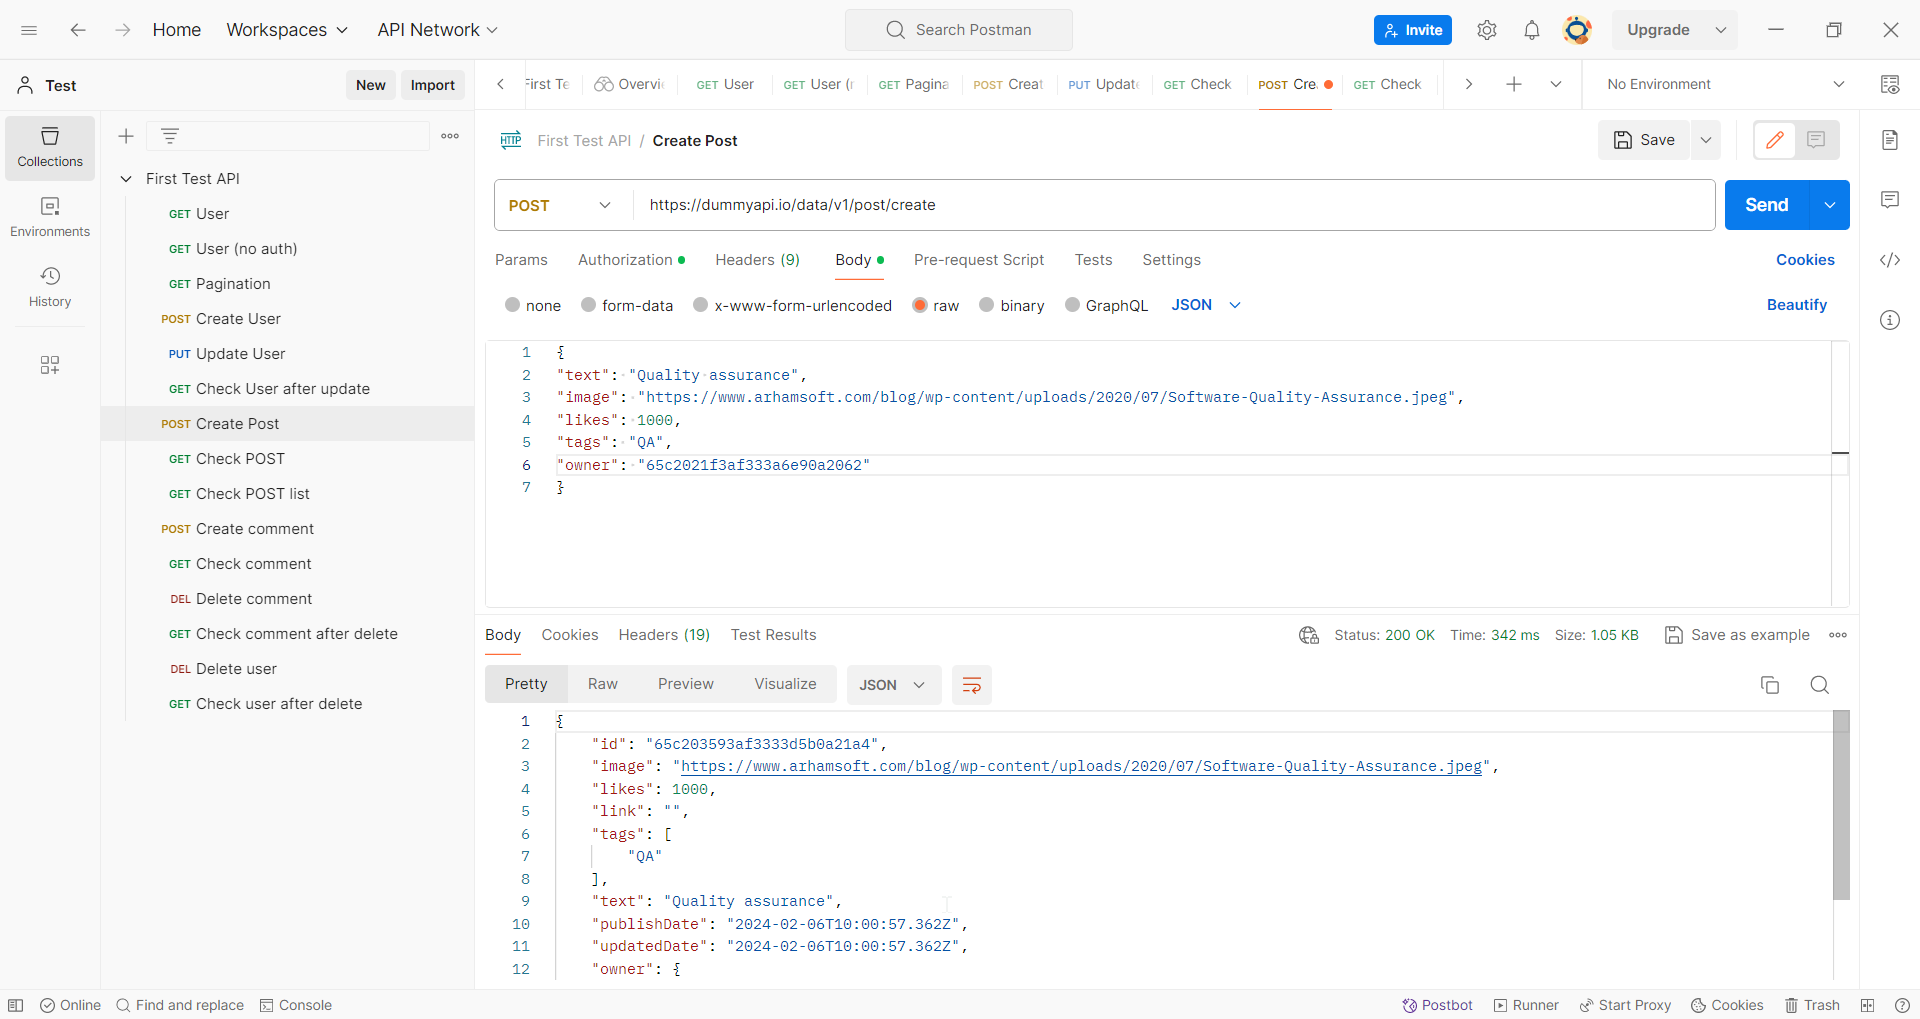 Home Workspaces API Network Search Postman Invite Upgrade
Test New Import
First Te Overvi GET User GET User (r GET Pagina POST Creat PUT Updat GET Check POST Cre. GET Check No Environment
Collections
Environments
History
First Test API
GET User
GET User (no auth)
GET Pagination
POST Create User
PUT Update User
GET Check User after update
POST Create Post
GET Check POST
GET Check POST list
POST Create comment
GET Check comment
DEL Delete comment
GET Check comment after delete
DEL Delete user
GET Check user after delete
HTTP First Test API / Create Post Save
POST https://dummyapi.io/data/v1/post/create Send
Params Authorization Headers (9) Body Pre-request Script Tests Settings Cookies
none form-data x-www-form-urlencoded raw binary GraphQL JSON Beautify
1 {
2 "text": "Quality assurance",
3 "image": "https://www.arhamsoft.com/blog/wp-content/uploads/2020/07/Software-Quality-Assurance.jpeg",
4 "likes": 1000,
5 "tags": "QA",
6 "owner": "65c2021f3af333a6e90a2062"
7 }
Body Cookies Headers (19) Test Results Status: 200 OK Time: 342 ms Size: 1.05 KB Save as example
Pretty Raw Preview Visualize JSON
1 {
2 "id": "65c203593af3333d5b0a21a4",
3 "image": "https://www.arhamsoft.com/blog/wp-content/uploads/2020/07/Software-Quality-Assurance.jpeg",
4 "likes": 1000,
5 "link": "",
6 "tags": [
7 "QA"
8 ],
9 "text": "Quality assurance",
10 "publishDate": "2024-02-06T10:00:57.362Z",
11 "updatedDate": "2024-02-06T10:00:57.362Z",
12 "owner": {
Online Find and replace Console Postbot Runner Start Proxy Cookies Trash